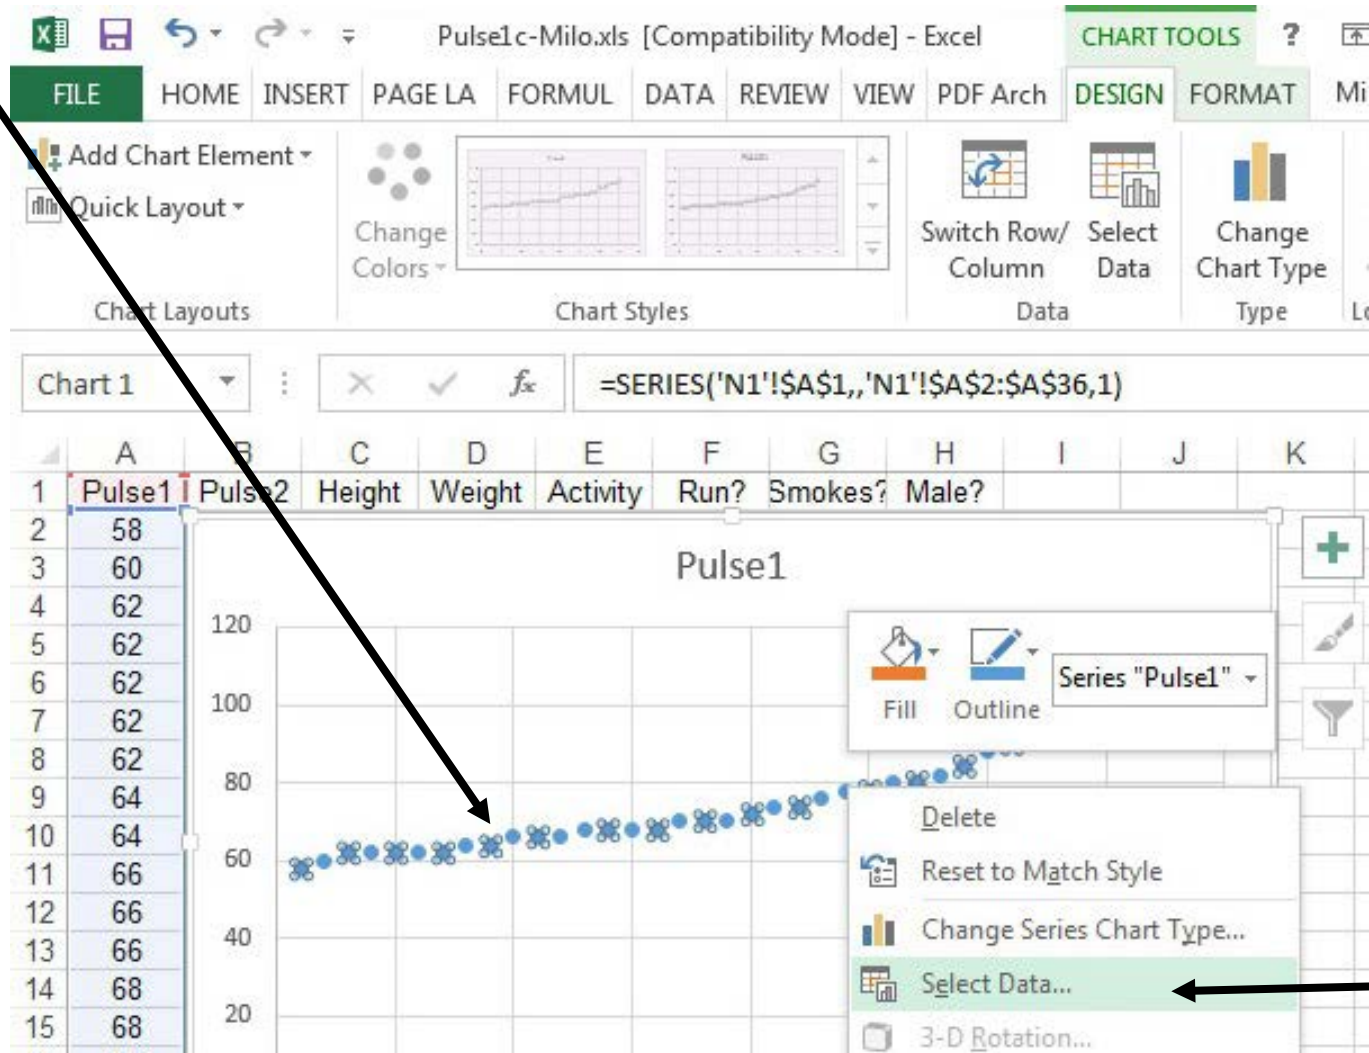 Pulse1c-Milo.xls [Compatibility Mode] - Excel CHART TOOLS ?
FILE HOME INSERT PAGE LA FORMUL DATA REVIEW VIEW PDF Arch DESIGN FORMAT Mi
Add Chart Element
Quick Layout
Change Colors
Switch Row/ Column
Select Data
Change Chart Type
Chart Layouts Chart Styles Data Type
Chart 1 fx =SERIES('N1'!$A$1,,'N1'!$A$2:$A$36,1)
A B C D E F G H I J K
1 Pulse1 Pulse2 Height Weight Activity Run? Smokes? Male?
2 58
3 60
4 62
5 62
6 62
7 62
8 62
9 64
10 64
11 66
12 66
13 66
14 68
15 68
Pulse1
120
100
80
60
40
20
Fill Outline Series "Pulse1"
Delete
Reset to Match Style
Change Series Chart Type...
Select Data...
3-D Rotation...